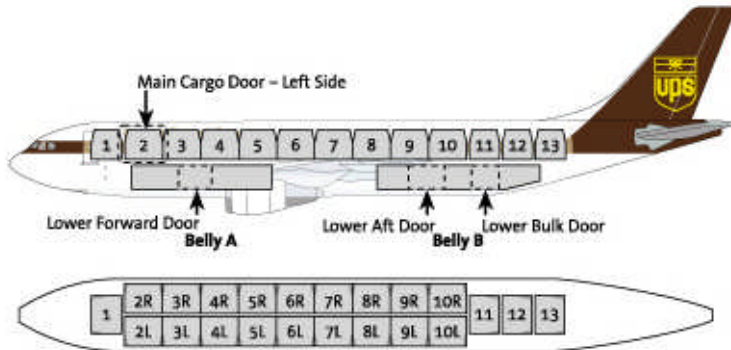 Main Cargo Door – Left Side
ups
1 2 3 4 5 6 7 8 9 10 11 12 13
Lower Forward Door
Belly A
Lower Aft Door
Belly B
Lower Bulk Door
2R 3R 4R 5R 6R 7R 8R 9R 10R
1 11 12 13
2L 3L 4L 5L 6L 7L 8L 9L 10L